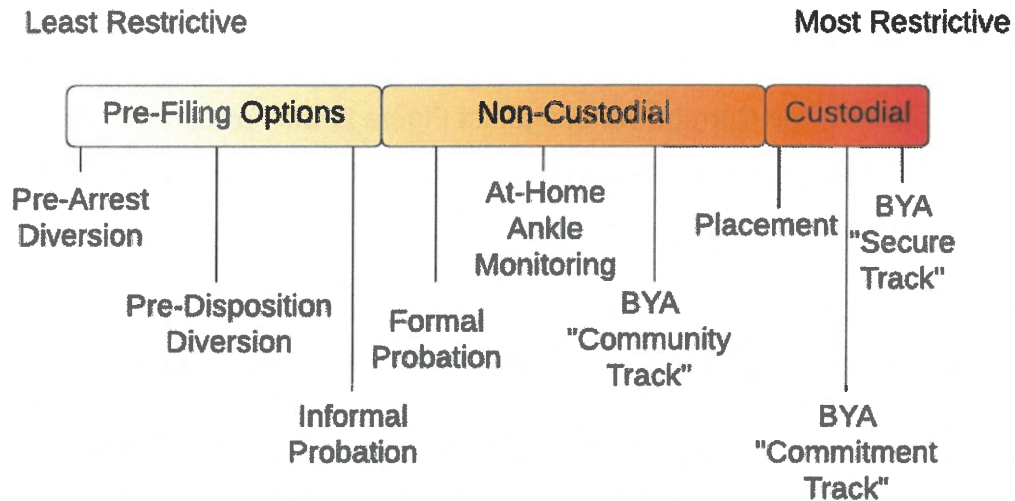 Least Restrictive
Most Restrictive
Pre-Filing Options
Non-Custodial
Custodial
Pre-Arrest
Diversion
Pre-Disposition
Diversion
Informal
Probation
Formal
Probation
At-Home
Ankle
Monitoring
BYA
"Community
Track"
Placement
BYA
"Commitment
Track"
BYA
"Secure
Track"